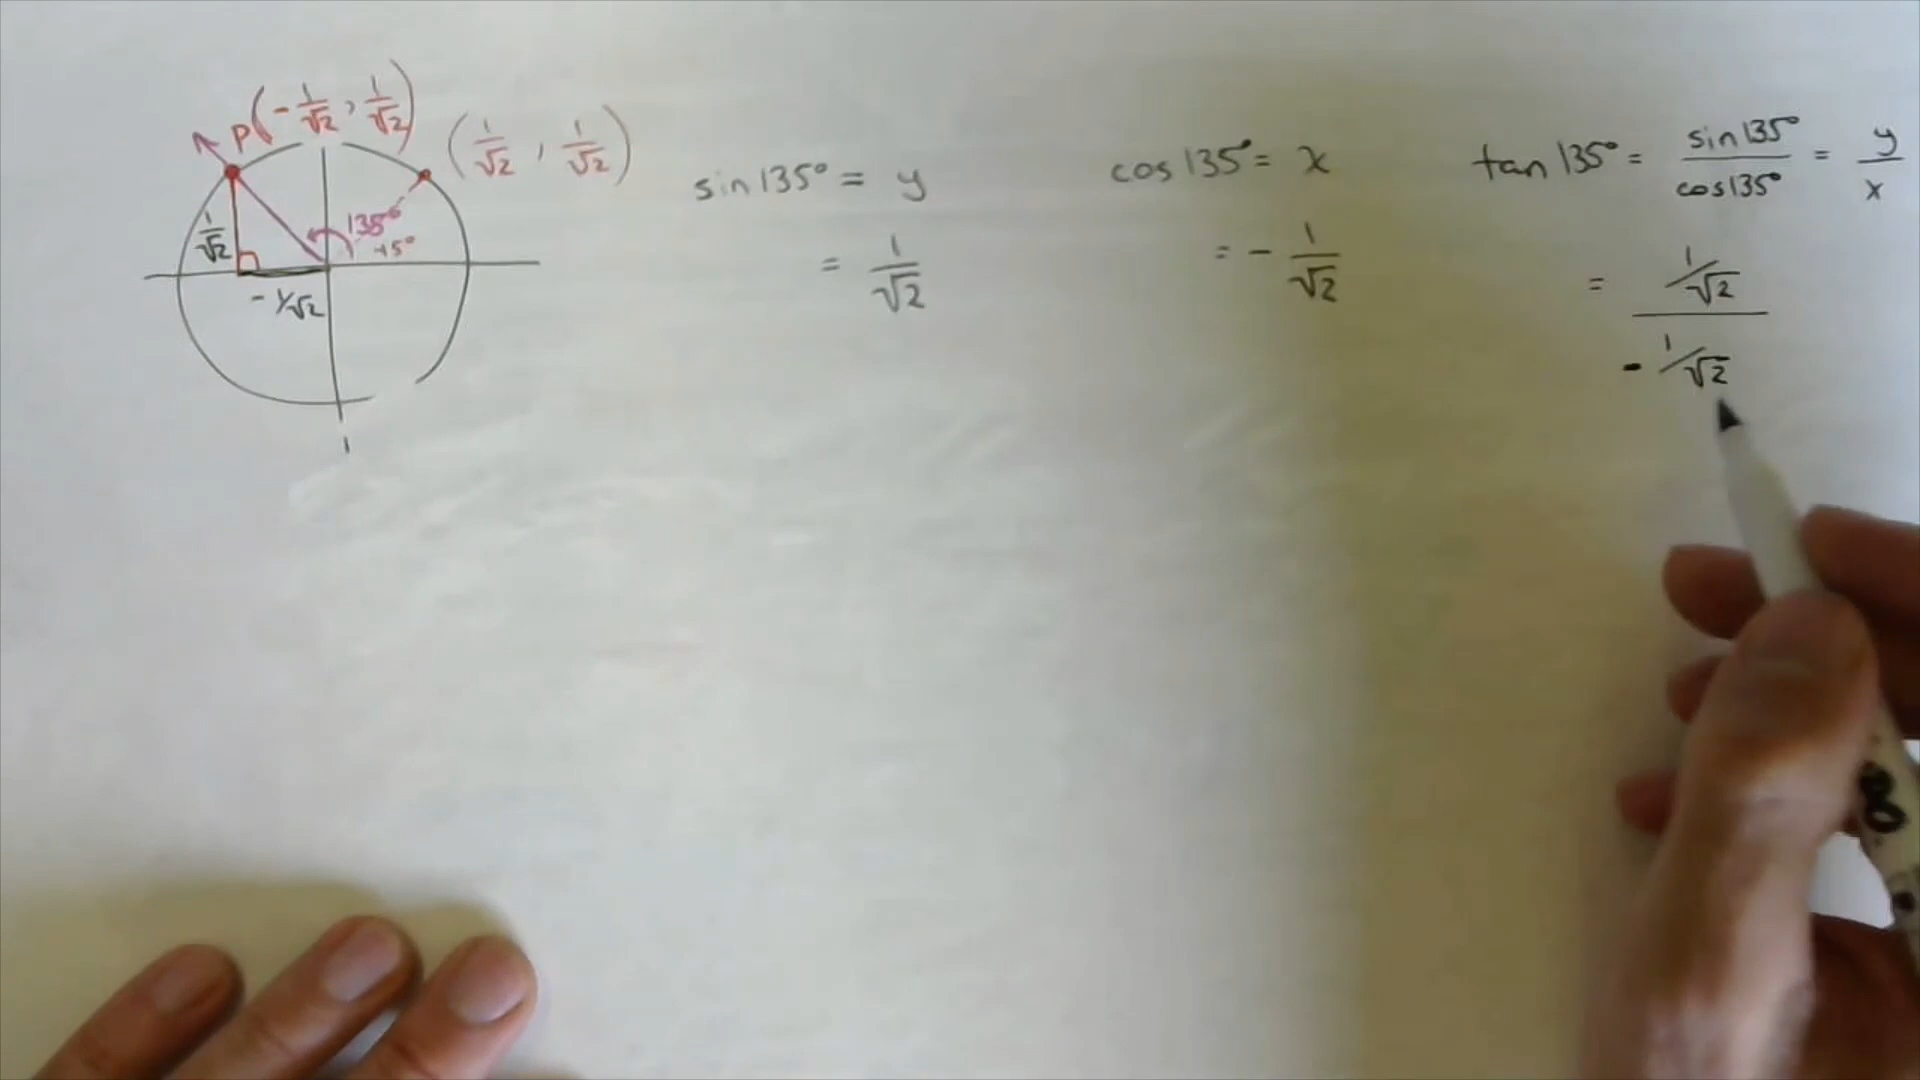 P(-1/√2, 1/√2)
(1/√2, 1/√2)
135°
45°
1/√2
-1/√2
sin 135° = y
= 1/√2
cos 135° = x
= - 1/√2
tan 135° = sin 135°/cos 135° = y/x
= 1/√2 / -1/√2
8